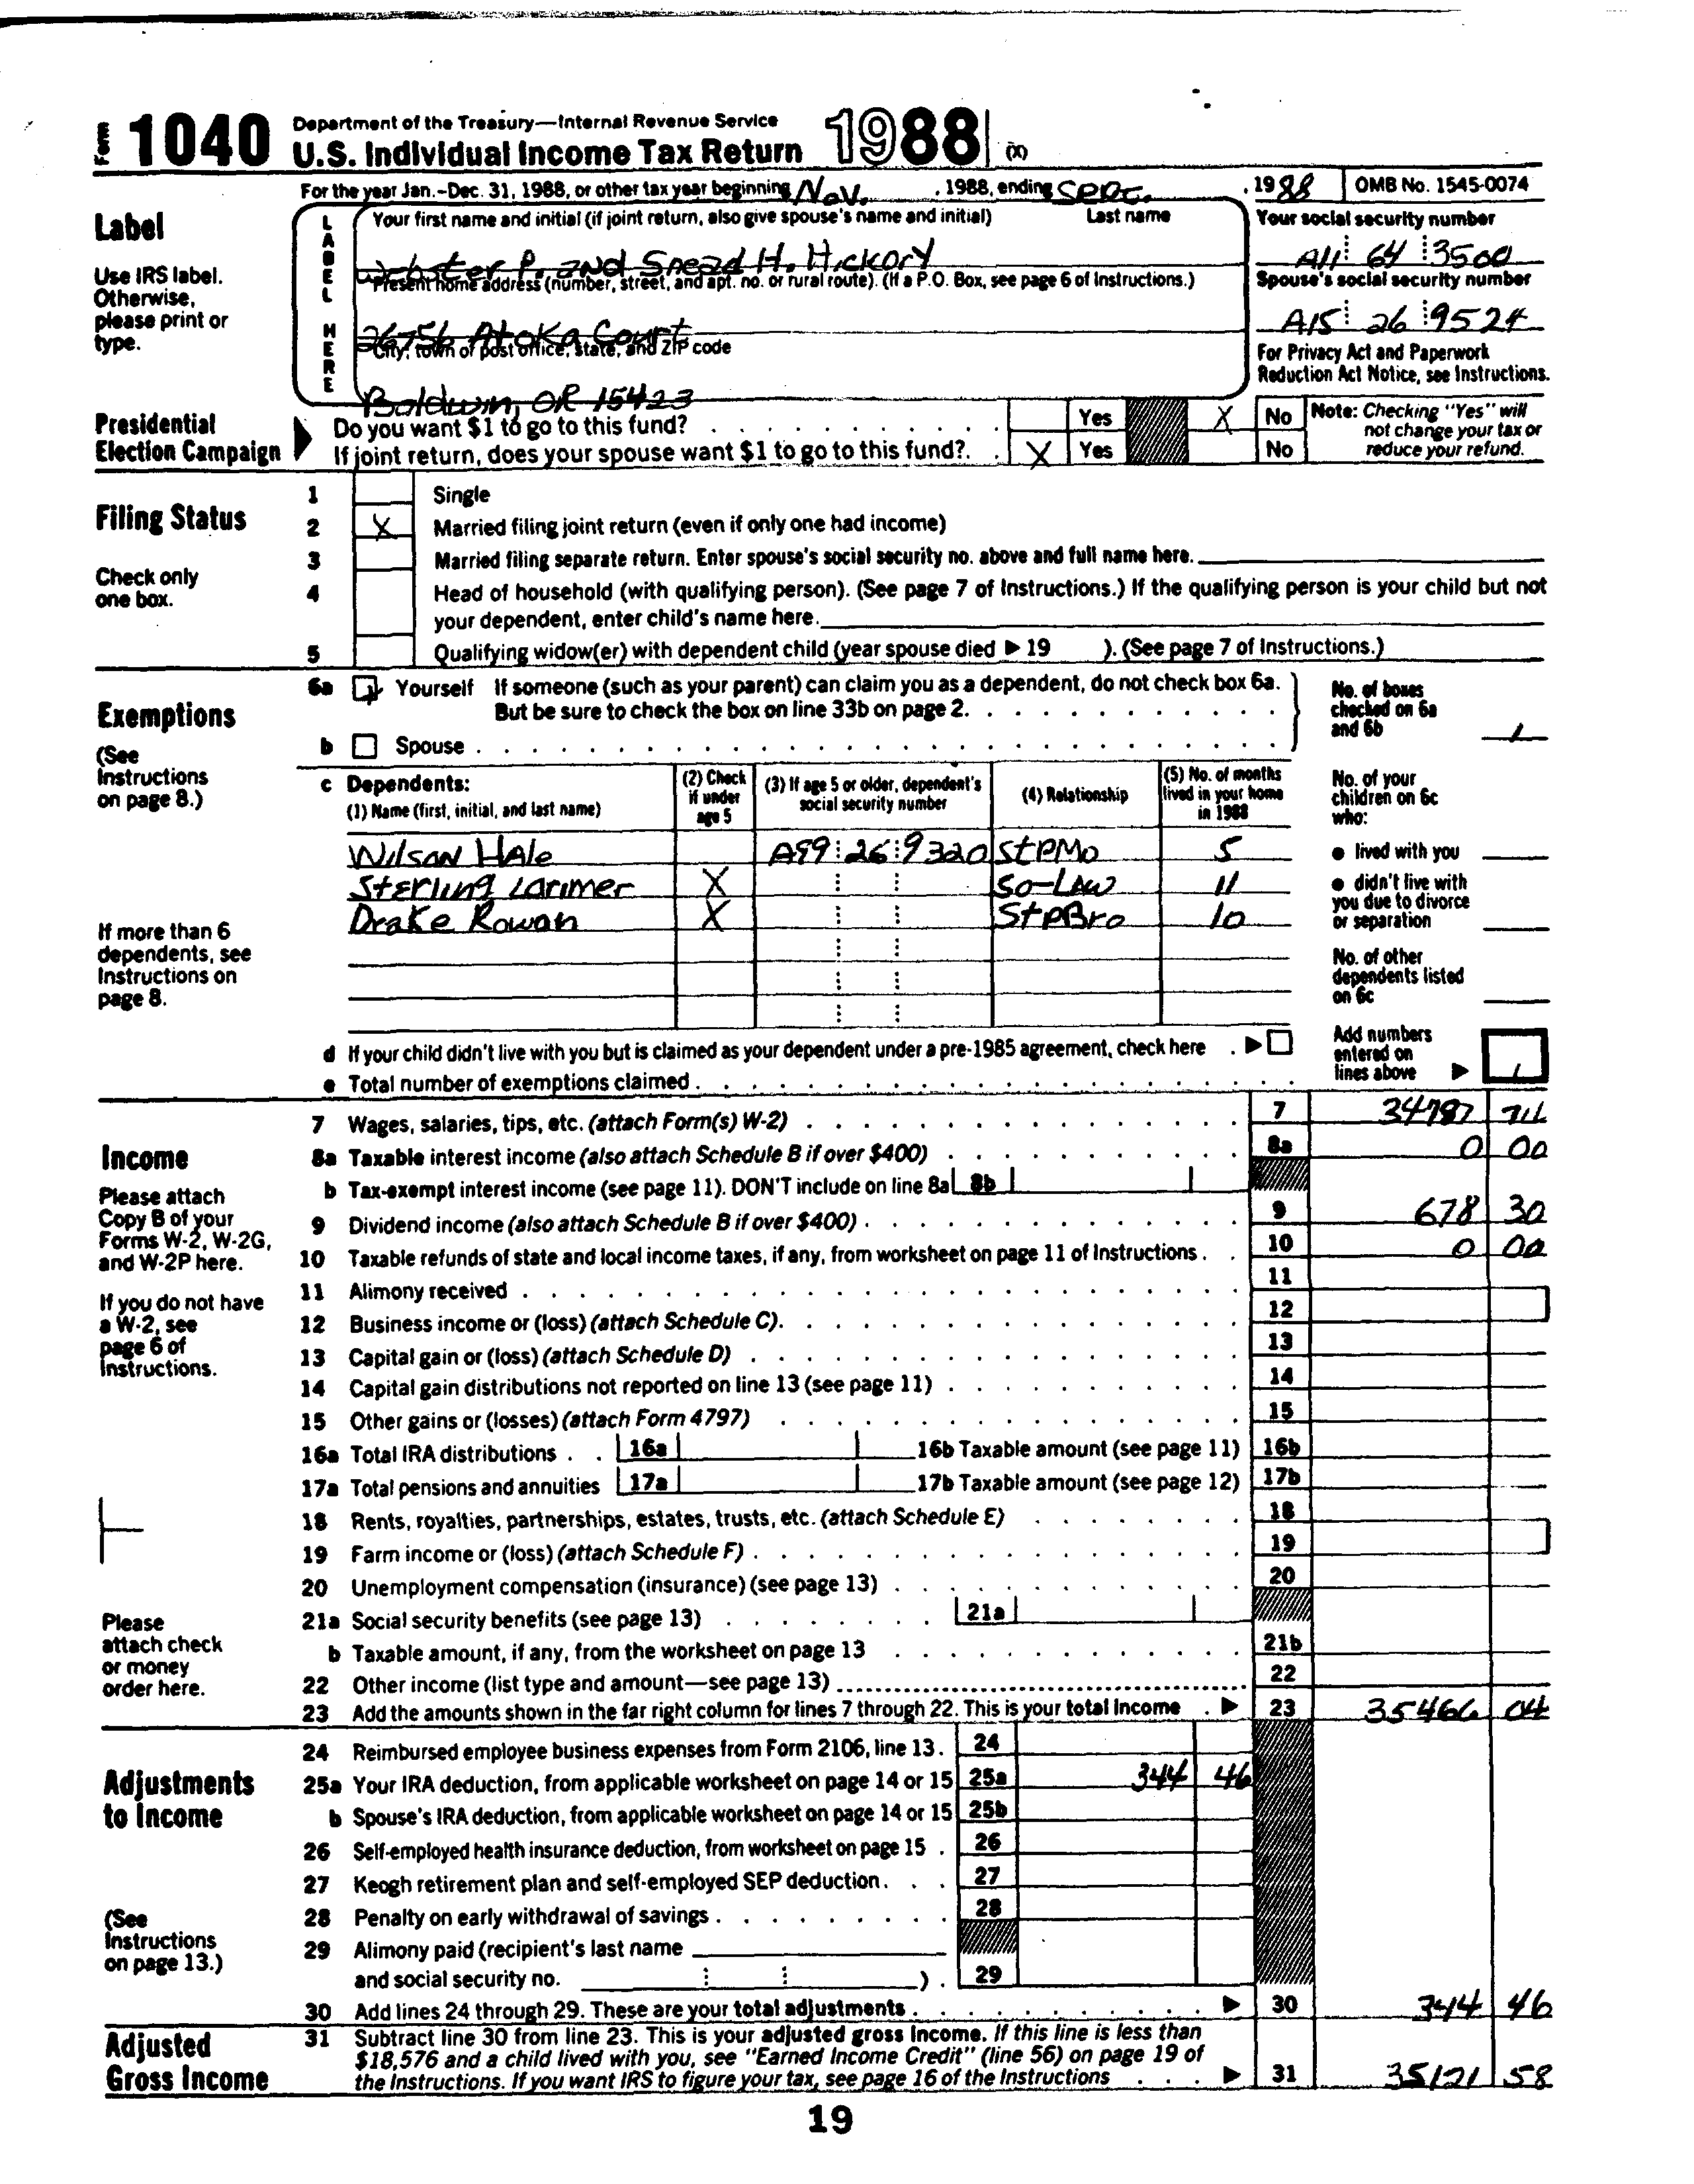 Form 1040 Department of the Treasury—Internal Revenue Service
U.S. Individual Income Tax Return 1988 (X)
For the year Jan.-Dec. 31, 1988, or other tax year beginning Nov. , 1988, ending Sept. , 1988 OMB No. 1545-0074
Label
Use IRS label. Otherwise, please print or type.
LABEL HERE
Your first name and initial (if joint return, also give spouse's name and initial) Last name
Webster P. and Snead H. Hickory
Your social security number
A11 64 3500
Present home address (number, street, and apt. no. or rural route). (If a P.O. Box, see page 6 of Instructions.)
26756 Atoka Court
Spouse's social security number
A15 26 9524
City, town or post office, state, and ZIP code
Baldwin, OR 15423
For Privacy Act and Paperwork Reduction Act Notice, see Instructions.
Presidential Election Campaign
Do you want $1 to go to this fund? Yes X No
If joint return, does your spouse want $1 to go to this fund?. X Yes No
Note: Checking "Yes" will not change your tax or reduce your refund.
Filing Status
Check only one box.
1 Single
2 X Married filing joint return (even if only one had income)
3 Married filing separate return. Enter spouse's social security no. above and full name here.
4 Head of household (with qualifying person). (See page 7 of Instructions.) If the qualifying person is your child but not
your dependent, enter child's name here.
5 Qualifying widow(er) with dependent child (year spouse died ▶ 19 ). (See page 7 of Instructions.)
Exemptions
(See Instructions on page 8.)
6a Yourself If someone (such as your parent) can claim you as a dependent, do not check box 6a.
But be sure to check the box on line 33b on page 2.
b Spouse
No. of boxes checked on 6a and 6b 1
c Dependents:
(1) Name (first, initial, and last name)
(2) Check if under age 5
(3) If age 5 or older, dependent's social security number
(4) Relationship
(5) No. of months lived in your home in 1988
Wilson Hale A99 26 9320 StPMo 5
Sterling Larimer X So-Law 11
Drake Rowan X StPBro 10
If more than 6 dependents, see Instructions on page 8.
No. of your children on 6c who:
● lived with you
● didn't live with you due to divorce or separation
No. of other dependents listed on 6c
d If your child didn't live with you but is claimed as your dependent under a pre-1985 agreement, check here ▶
e Total number of exemptions claimed
Add numbers entered on lines above ▶ 1
Income
Please attach Copy B of your Forms W-2, W-2G, and W-2P here.
If you do not have a W-2, see page 6 of Instructions.
Please attach check or money order here.
7 Wages, salaries, tips, etc. (attach Form(s) W-2) 7 34787 74
8a Taxable interest income (also attach Schedule B if over $400) 8a 0 00
b Tax-exempt interest income (see page 11). DON'T include on line 8a 8b
9 Dividend income (also attach Schedule B if over $400) 9 678 30
10 Taxable refunds of state and local income taxes, if any, from worksheet on page 11 of Instructions 10 0 00
11 Alimony received 11
12 Business income or (loss) (attach Schedule C). 12
13 Capital gain or (loss) (attach Schedule D) 13
14 Capital gain distributions not reported on line 13 (see page 11) 14
15 Other gains or (losses) (attach Form 4797) 15
16a Total IRA distributions 16a 16b Taxable amount (see page 11) 16b
17a Total pensions and annuities 17a 17b Taxable amount (see page 12) 17b
18 Rents, royalties, partnerships, estates, trusts, etc. (attach Schedule E) 18
19 Farm income or (loss) (attach Schedule F) 19
20 Unemployment compensation (insurance) (see page 13) 20
21a Social security benefits (see page 13) 21a
b Taxable amount, if any, from the worksheet on page 13 21b
22 Other income (list type and amount—see page 13) 22
23 Add the amounts shown in the far right column for lines 7 through 22. This is your total income ▶ 23 35466 04
Adjustments to Income
(See Instructions on page 13.)
24 Reimbursed employee business expenses from Form 2106, line 13. 24
25a Your IRA deduction, from applicable worksheet on page 14 or 15 25a 344 46
b Spouse's IRA deduction, from applicable worksheet on page 14 or 15 25b
26 Self-employed health insurance deduction, from worksheet on page 15 26
27 Keogh retirement plan and self-employed SEP deduction 27
28 Penalty on early withdrawal of savings 28
29 Alimony paid (recipient's last name
and social security no. ) 29
30 Add lines 24 through 29. These are your total adjustments ▶ 30 344 46
Adjusted Gross Income
31 Subtract line 30 from line 23. This is your adjusted gross income. If this line is less than
$18,576 and a child lived with you, see "Earned Income Credit" (line 56) on page 19 of
the Instructions. If you want IRS to figure your tax, see page 16 of the Instructions ▶ 31 35121 58
19